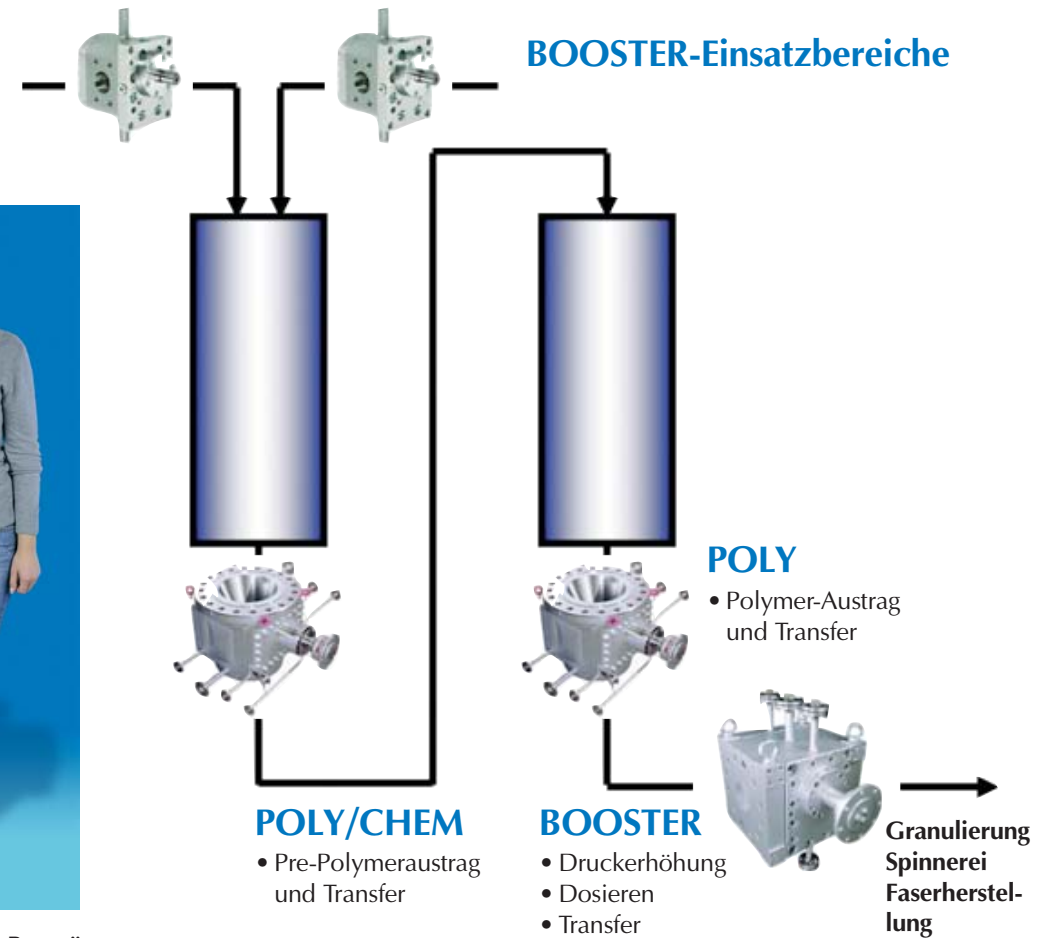 BOOSTER-Einsatzbereiche
POLY
• Polymer-Austrag
und Transfer
POLY/CHEM
• Pre-Polymeraustrag
und Transfer
BOOSTER
• Druckerhöhung
• Dosieren
• Transfer
Granulierung
Spinnerei
Faserherstel-
lung